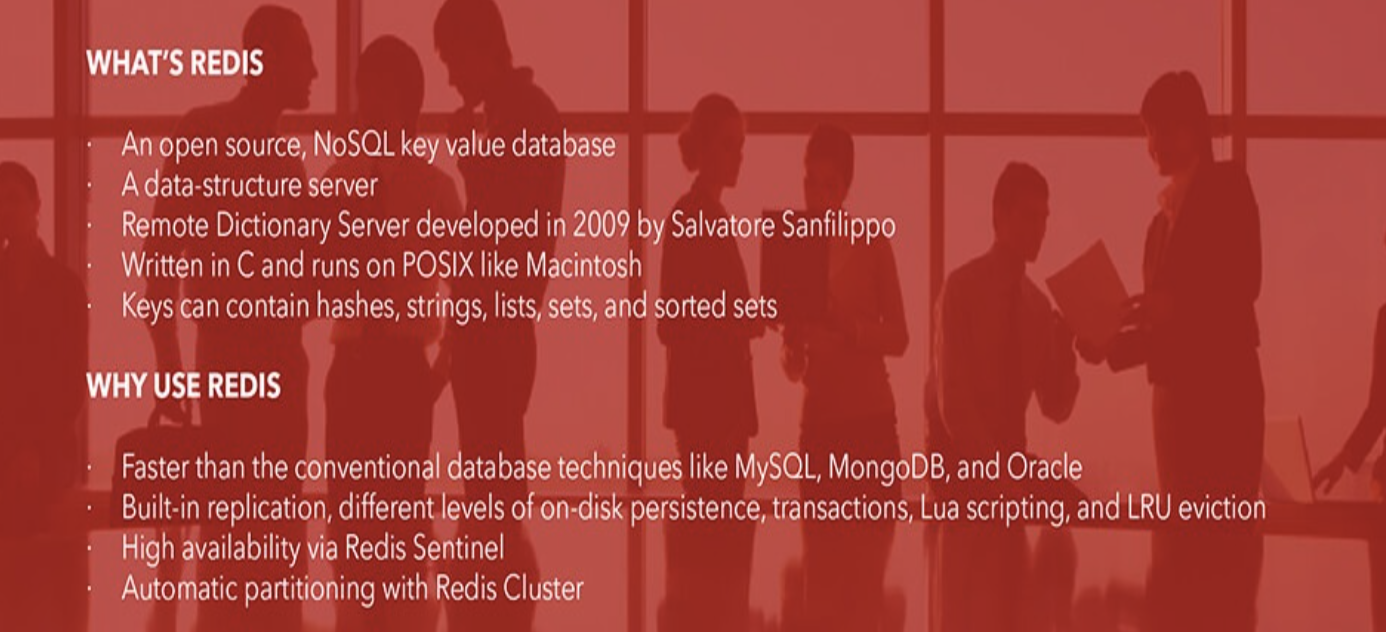 WHAT'S REDIS
· An open source, NoSQL key value database
· A data-structure server
· Remote Dictionary Server developed in 2009 by Salvatore Sanfilippo
· Written in C and runs on POSIX like Macintosh
· Keys can contain hashes, strings, lists, sets, and sorted sets
WHY USE REDIS
· Faster than the conventional database techniques like MySQL, MongoDB, and Oracle
· Built-in replication, different levels of on-disk persistence, transactions, Lua scripting, and LRU eviction
· High availability via Redis Sentinel
· Automatic partitioning with Redis Cluster